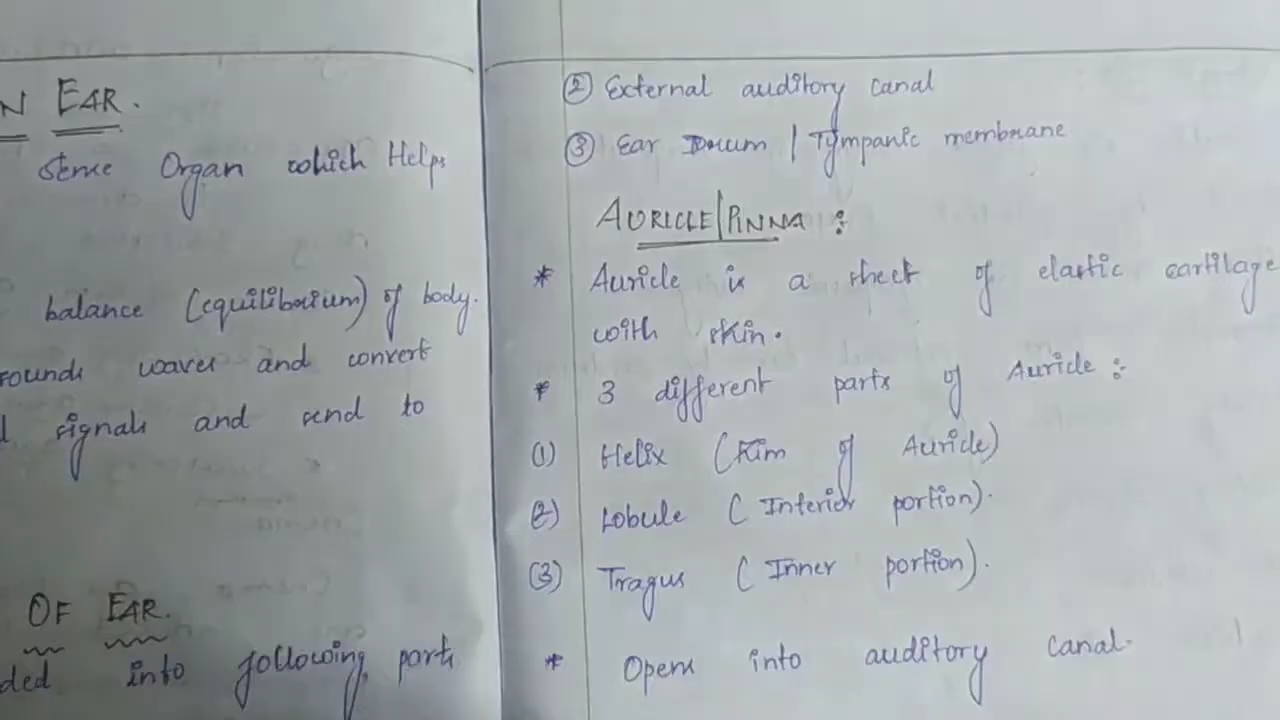 N EAR.
Sense Organ which Helps
balance (equilibrium) of body.
sounds waves and convert
l signals and send to
OF EAR.
ded into following parts
② External auditory canal
③ Ear Drum | Tympanic membrane
AURICLE|PINNA :
* Auricle is a sheet of elastic cartilage
with skin.
* 3 different parts of Auricle :
(1) Helix (Rim of Auricle)
(2) Lobule ( Interior portion).
(3) Tragus ( Inner portion).
* Opens into auditory canal.